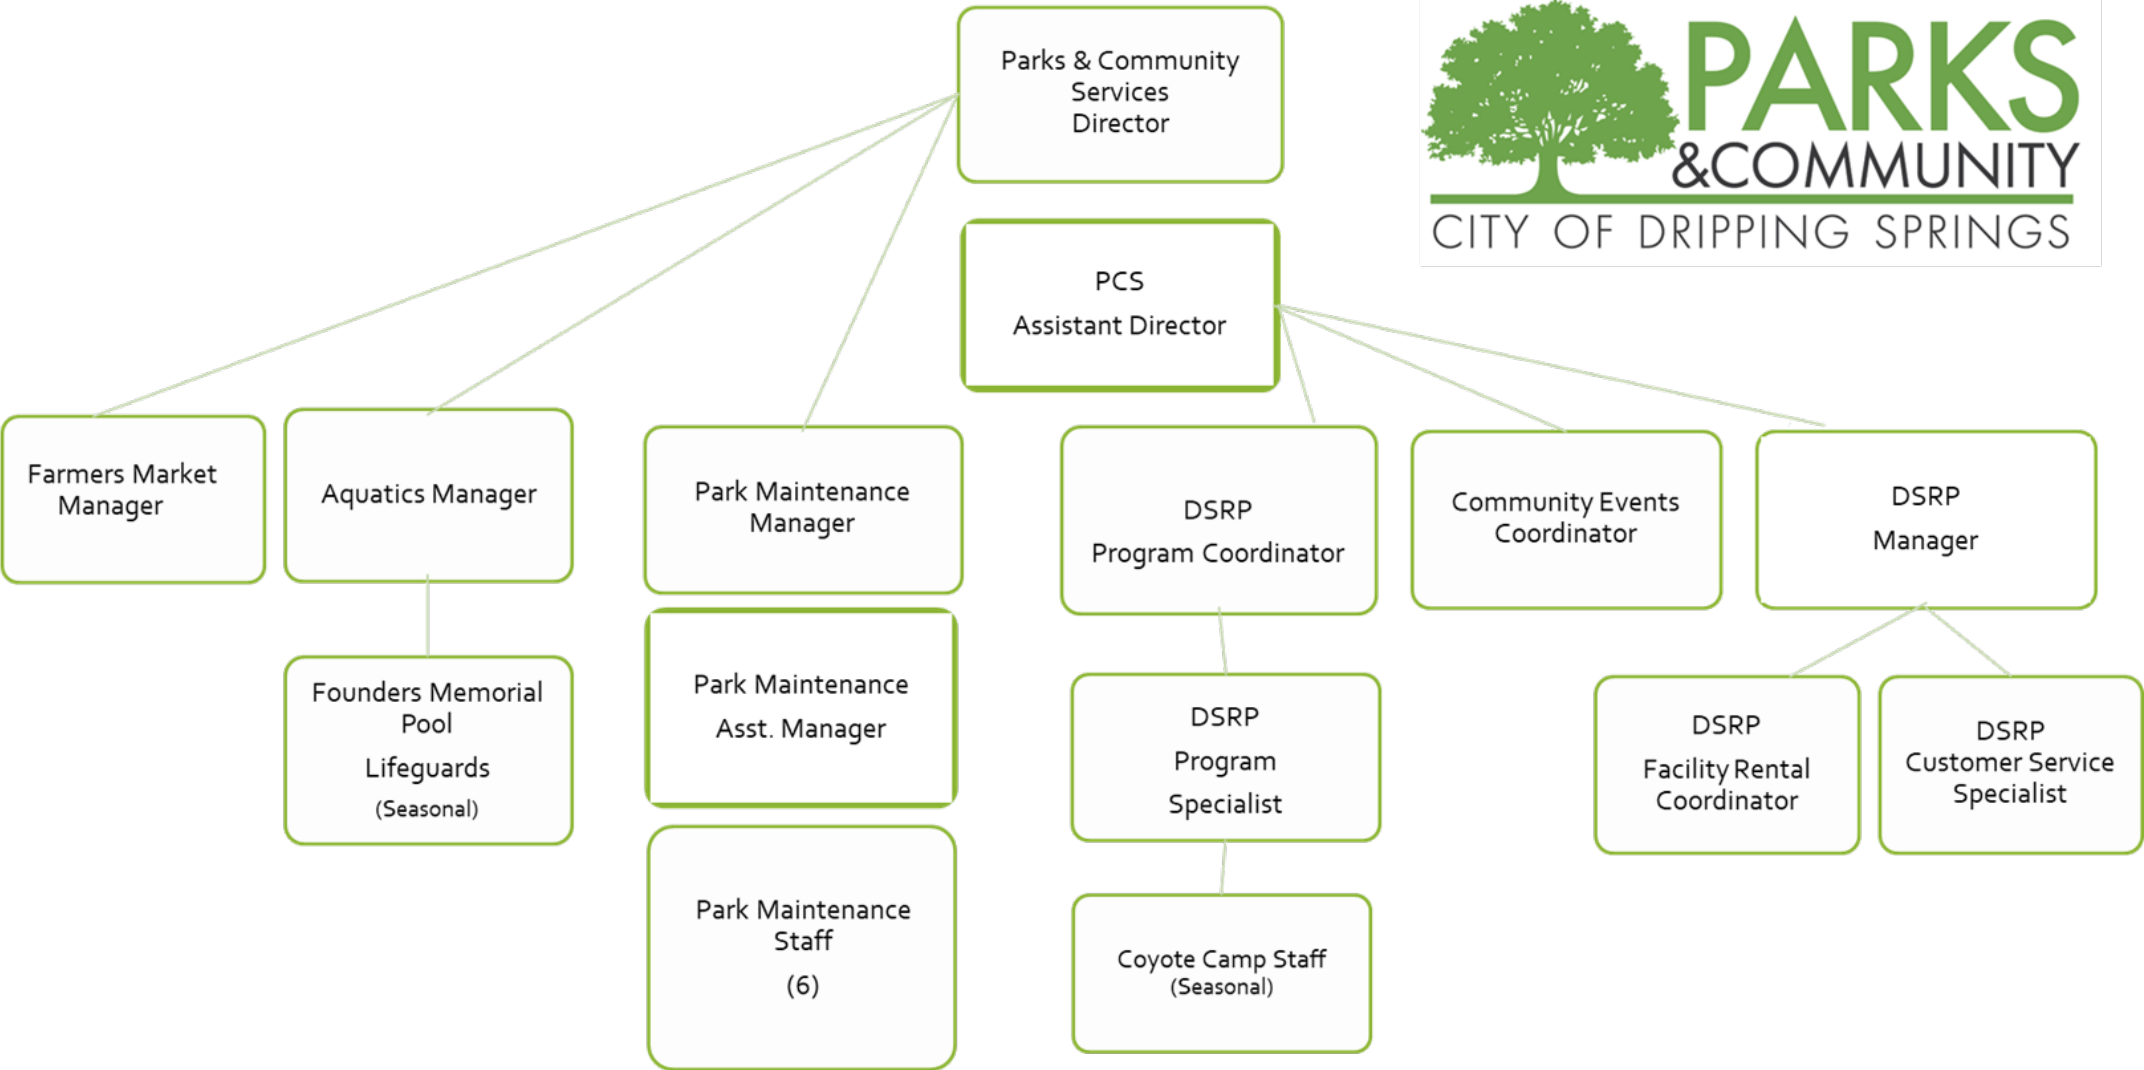 Parks & Community
Services
Director
PARKS
&COMMUNITY
CITY OF DRIPPING SPRINGS
PCS
Assistant Director
Farmers Market
Manager
Aquatics Manager
Park Maintenance
Manager
DSRP
Program Coordinator
Community Events
Coordinator
DSRP
Manager
Founders Memorial
Pool
Lifeguards
(Seasonal)
Park Maintenance
Asst. Manager
DSRP
Program
Specialist
DSRP
Facility Rental
Coordinator
DSRP
Customer Service
Specialist
Park Maintenance
Staff
(6)
Coyote Camp Staff
(Seasonal)